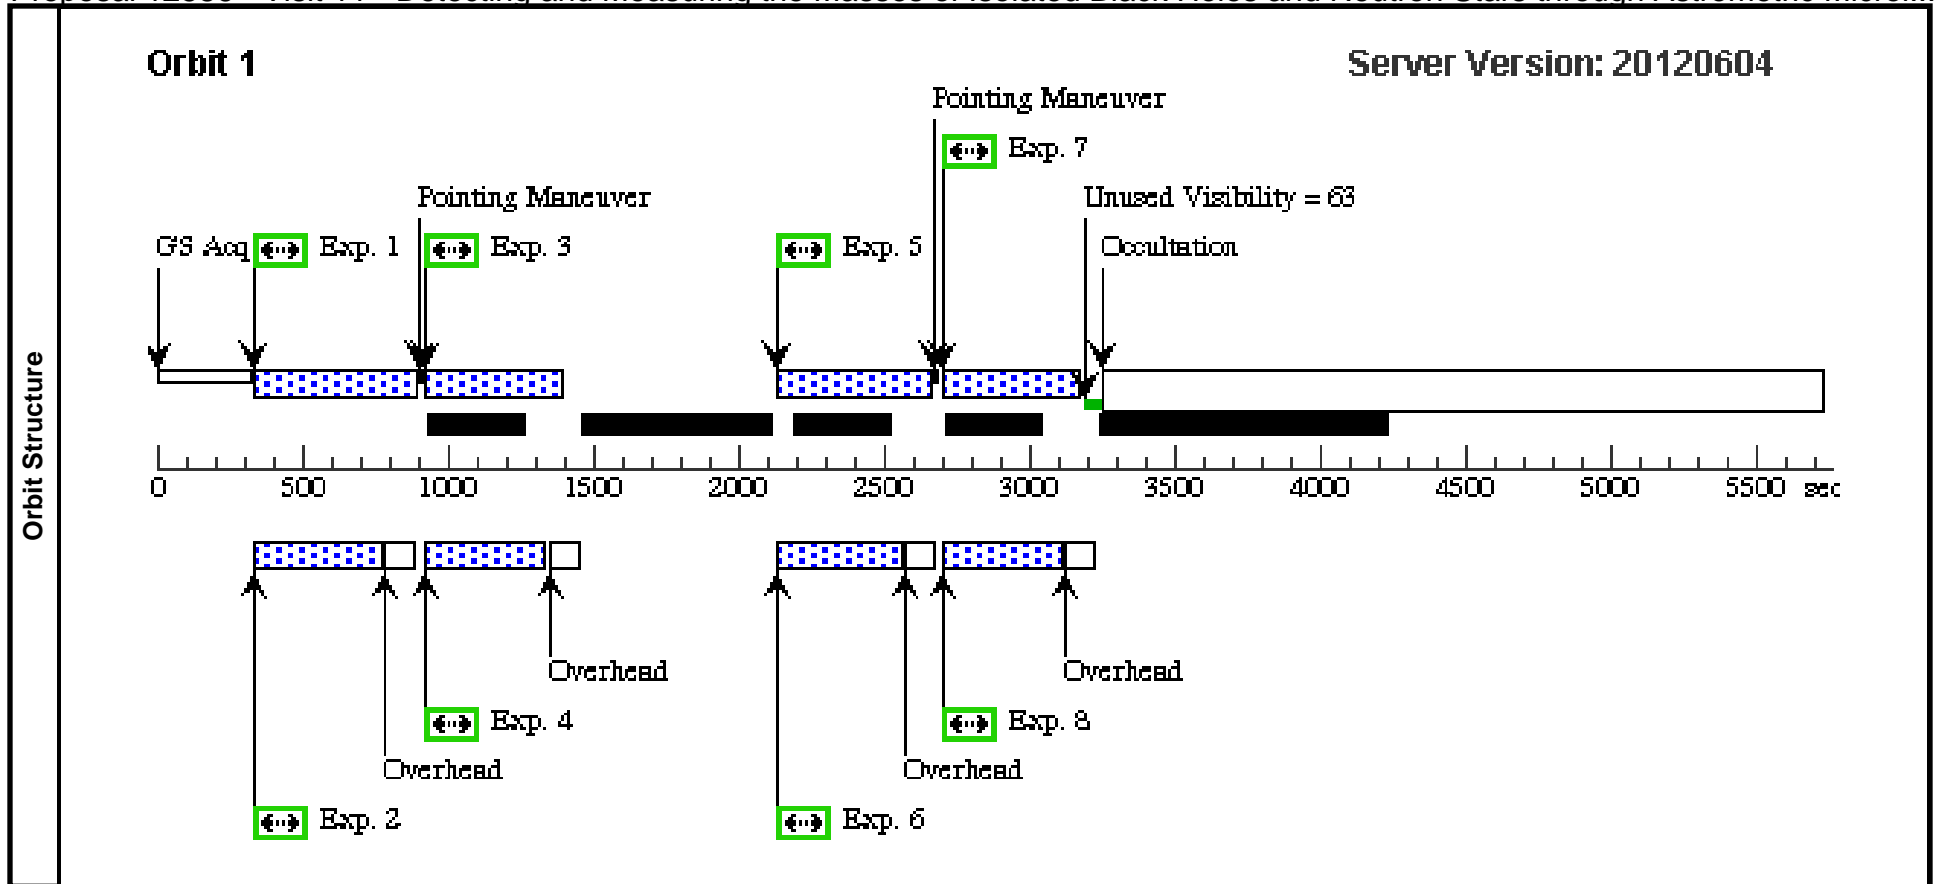 Orbit 1
Server Version: 20120604
Pointing Maneuver
Exp. 7
Pointing Maneuver
Unused Visibility = 63
GS Acq
Exp. 1
Exp. 3
Exp. 5
Occultation
Orbit Structure
0 500 1000 1500 2000 2500 3000 3500 4000 4500 5000 5500 sec
Overhead
Overhead
Exp. 4
Exp. 8
Overhead
Overhead
Exp. 2
Exp. 6